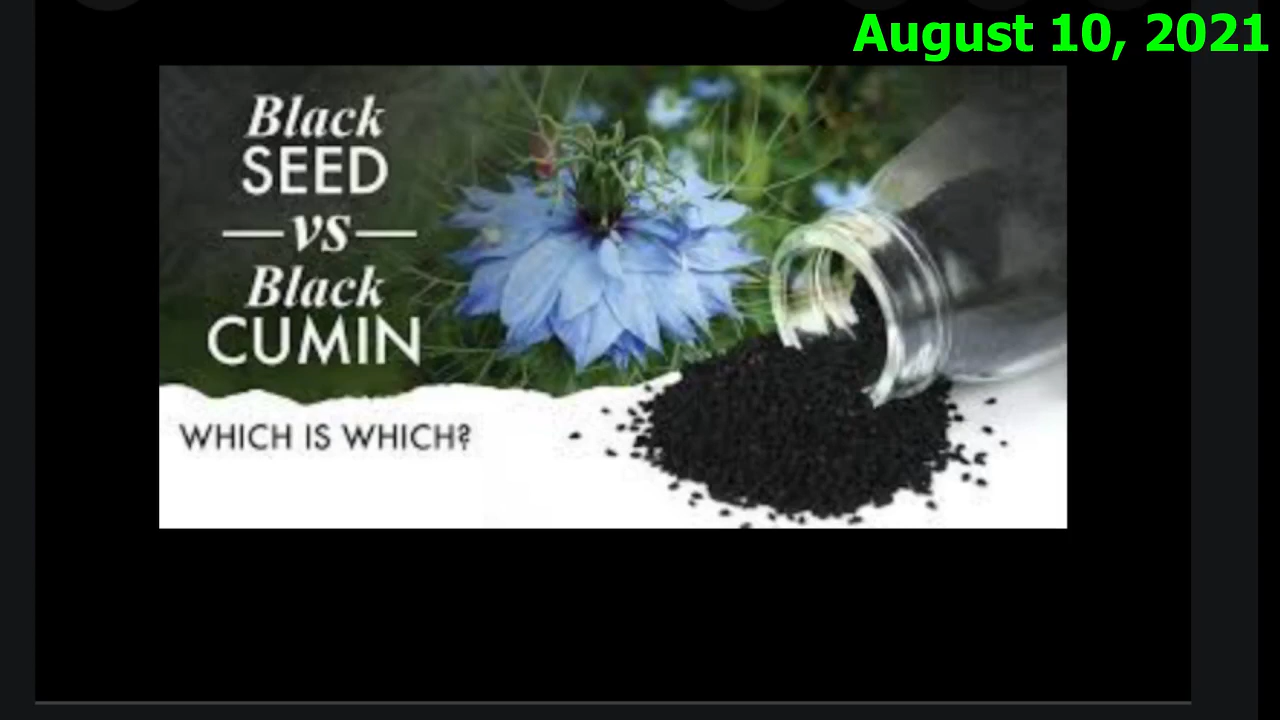 August 10, 2021
Black
SEED
vs
Black
CUMIN
WHICH IS WHICH?